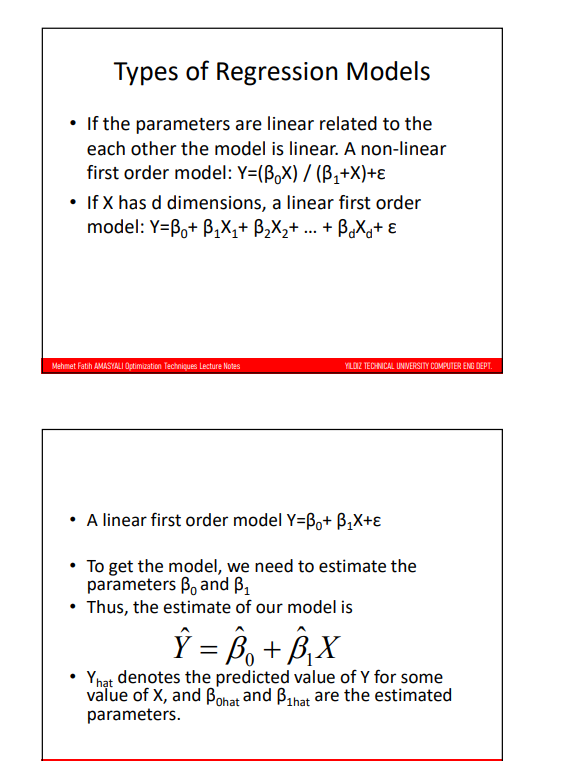 Types of Regression Models
• If the parameters are linear related to the
each other the model is linear. A non-linear
first order model: Y=(β₀X) / (β₁+X)+ε
• If X has d dimensions, a linear first order
model: Y=β₀+ β₁X₁+ β₂X₂+ ... + β_dX_d+ ε
Mehmet Fatih AMASYALI Optimization Techniques Lecture Notes
YILDIZ TECHNICAL UNIVERSITY COMPUTER ENG DEPT.
• A linear first order model Y=β₀+ β₁X+ε
• To get the model, we need to estimate the
parameters β₀ and β₁
• Thus, the estimate of our model is
Ŷ = β̂₀ + β̂₁X
• Y_hat denotes the predicted value of Y for some
value of X, and β_0hat and β_1hat are the estimated
parameters.